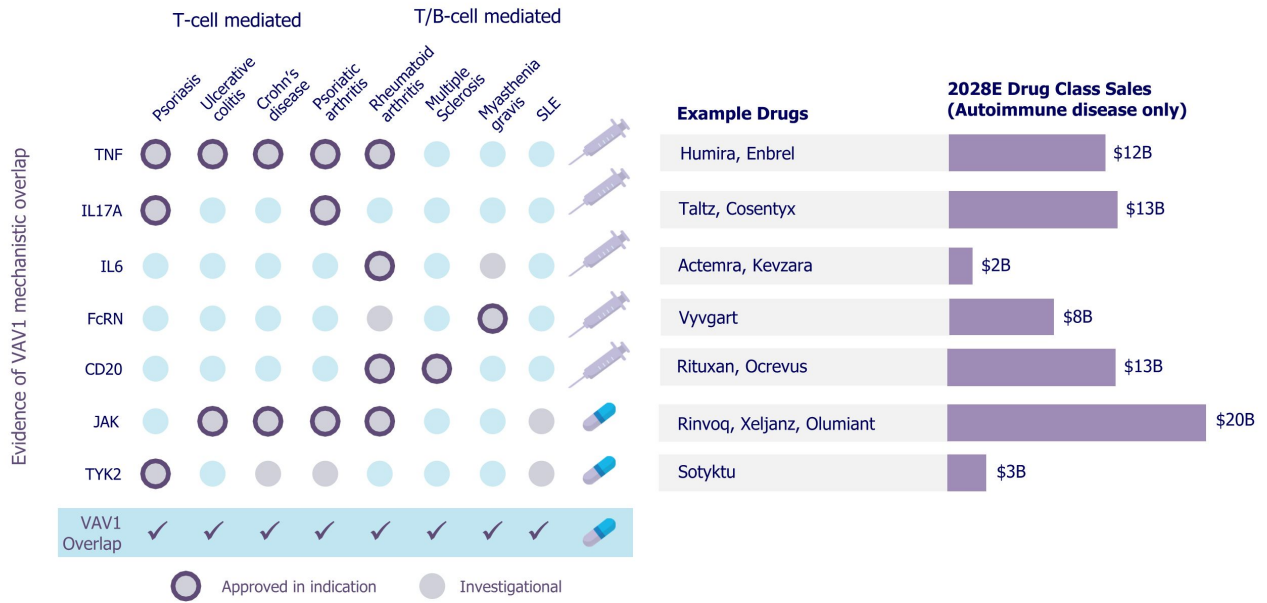 T-cell mediated
T/B-cell mediated
Psoriasis
Ulcerative
colitis
Crohn's
disease
Psoriatic
arthritis
Rheumatoid
arthritis
Multiple
Sclerosis
Myasthenia
gravis
SLE
Example Drugs
2028E Drug Class Sales
(Autoimmune disease only)
Evidence of VAV1 mechanistic overlap
TNF
Humira, Enbrel
$12B
IL17A
Taltz, Cosentyx
$13B
IL6
Actemra, Kevzara
$2B
FcRN
Vyvgart
$8B
CD20
Rituxan, Ocrevus
$13B
JAK
Rinvoq, Xeljanz, Olumiant
$20B
TYK2
Sotyktu
$3B
VAV1
Overlap
Approved in indication
Investigational